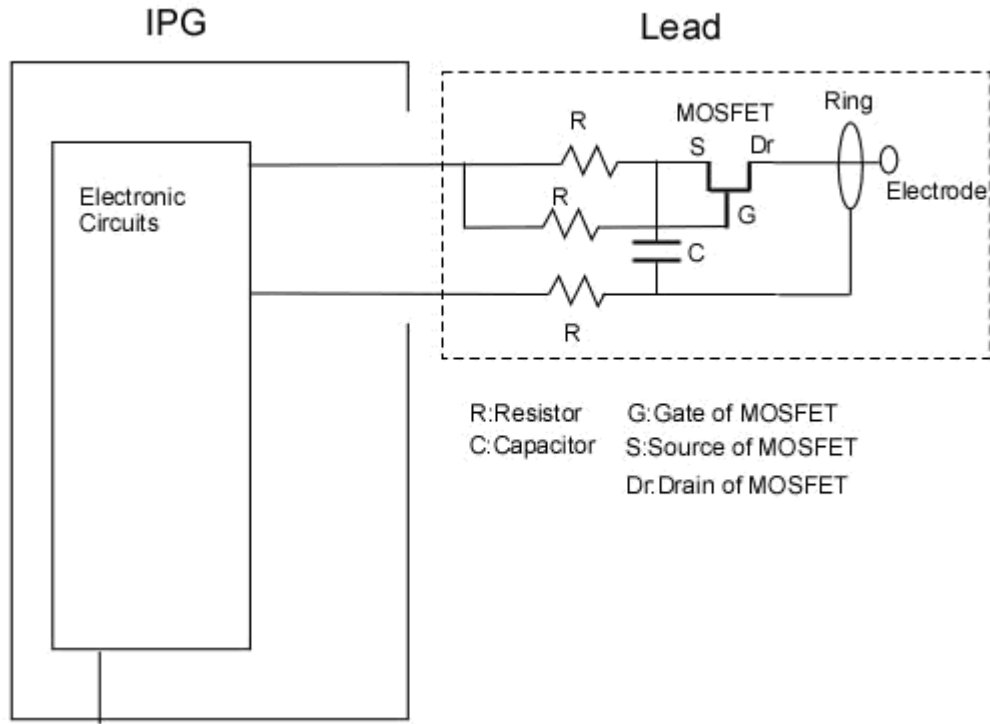 IPG
Lead
MOSFET
Ring
R
S
Dr
Electrode
Electronic
Circuits
R
G
C
R
R:Resistor
G:Gate of MOSFET
C:Capacitor
S:Source of MOSFET
Dr:Drain of MOSFET